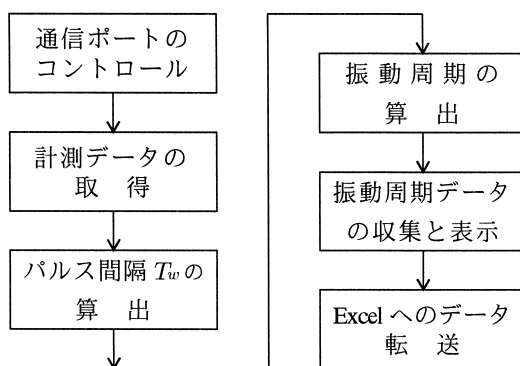 通信ポートの
コントロール
計測データの
取 得
パルス間隔 Tw の
算 出
振動周期の
算 出
振動周期データ
の収集と表示
Excel へのデータ
転 送